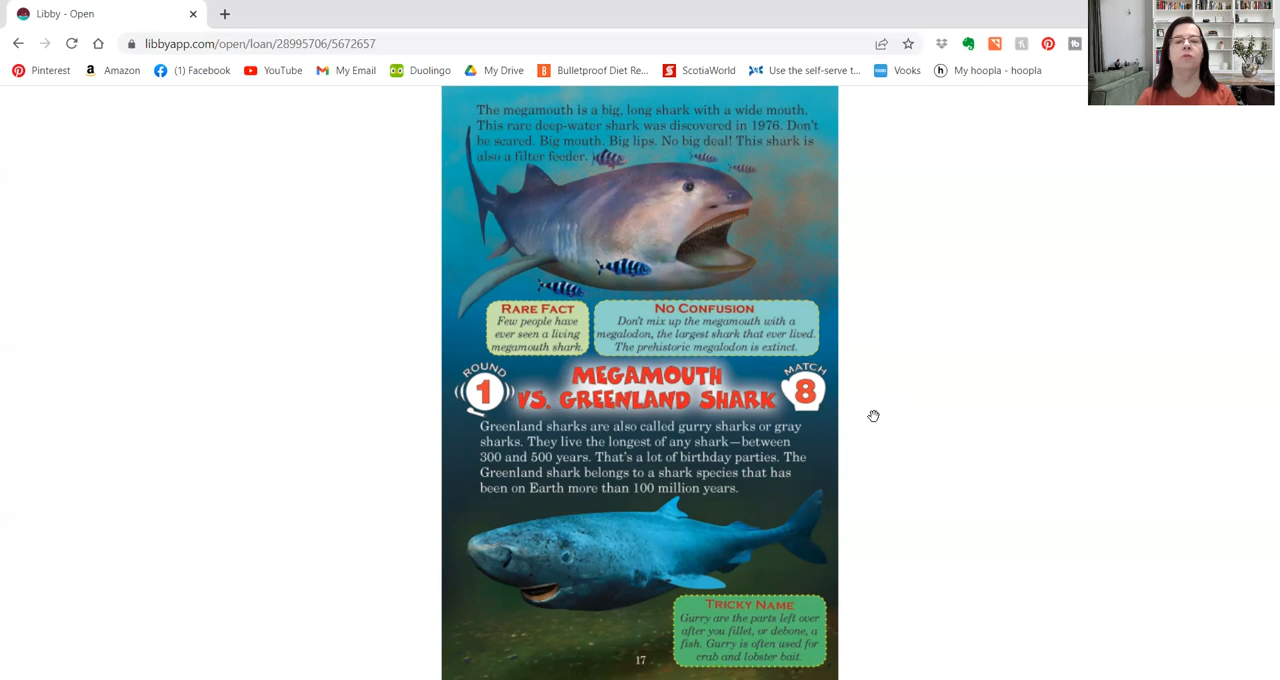 Libby - Open
libbyapp.com/open/loan/28995706/5672657
Pinterest Amazon (1) Facebook YouTube My Email Duolingo My Drive Bulletproof Diet Re... ScotiaWorld Use the self-serve t... Vooks My hoopla - hoopla
The megamouth is a big, long shark with a wide mouth.
This rare deep-water shark was discovered in 1976. Don't
be scared. Big mouth. Big lips. No big deal! This shark is
also a filter feeder.
RARE FACT
Few people have
ever seen a living
megamouth shark.
NO CONFUSION
Don't mix up the megamouth with a
megalodon, the largest shark that ever lived.
The prehistoric megalodon is extinct.
ROUND
1
MEGAMOUTH
VS. GREENLAND SHARK
MATCH
8
Greenland sharks are also called gurry sharks or gray
sharks. They live the longest of any shark—between
300 and 500 years. That's a lot of birthday parties. The
Greenland shark belongs to a shark species that has
been on Earth more than 100 million years.
TRICKY NAME
Gurry are the parts left over
after you fillet, or debone, a
fish. Gurry is often used for
crab and lobster bait.
17